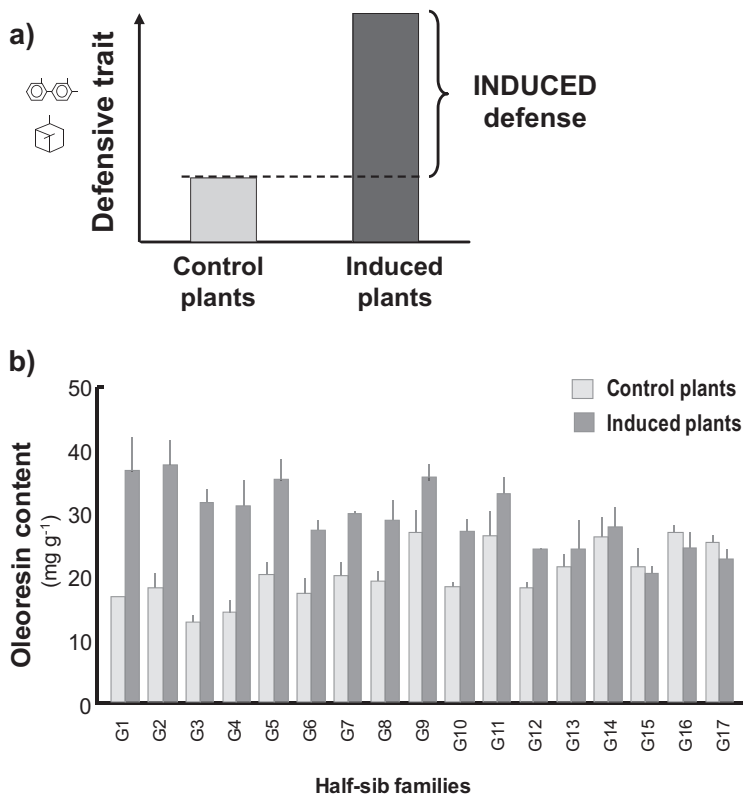 a)
Defensive trait
INDUCED
defense
Control
plants
Induced
plants
b)
Oleoresin content
(mg g⁻¹)
50
40
30
20
10
0
Control plants
Induced plants
G1
G2
G3
G4
G5
G6
G7
G8
G9
G10
G11
G12
G13
G14
G15
G16
G17
Half-sib families